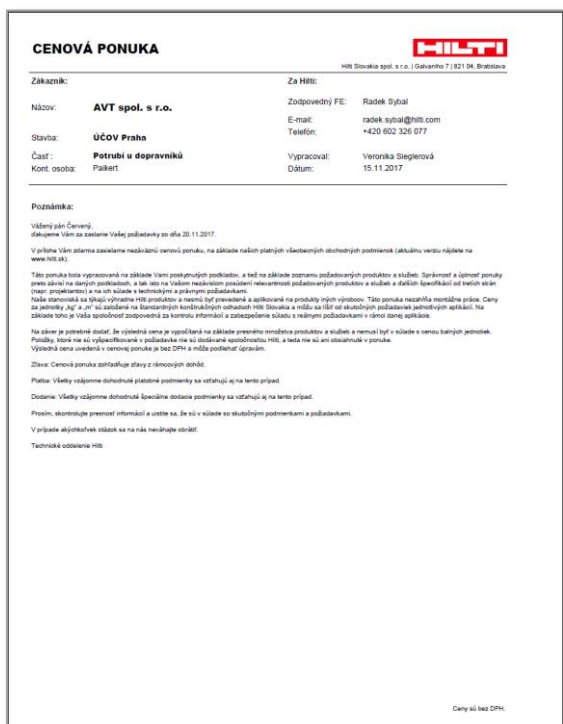 CENOVÁ PONUKA
HILTI
Hilti Slovakia spol. s r.o. | Galvaniho 7 | 821 04, Bratislava
Zákazník:
Za Hilti:
Názov: AVT spol. s r.o.
Zodpovedný FE: Radek Sybal
E-mail: radek.sybal@hilti.com
Stavba: ÚČOV Praha
Telefón: +420 602 326 077
Časť : Potrubí u dopravníků
Vypracoval: Veronika Sieglerová
Kont. osoba: Paikert
Dátum: 15.11.2017
Poznámka:
Vážený pán Červený,
ďakujeme Vám za zaslanie Vašej požiadavky zo dňa 20.11.2017.
V prílohe Vám zdarma zasielame nezáväznú cenovú ponuku, na základe našich platných všeobecných obchodných podmienok (aktuálnu verziu nájdete na
www.hilti.sk).
Táto ponuka bola vypracovaná na základe Vami poskytnutých podkladov, a tiež na základe zoznamu požadovaných produktov a služieb. Správnosť a úplnosť ponuky
preto závisí na daných podkladoch, a tak isto na Vašom nezávislom posúdení relevantnosti požadovaných produktov a služieb a ďalších špecifikácií od tretích strán
(napr. projektantov) a na ich súlade s technickými a právnymi požiadavkami.
Naše stanoviská sa týkajú výhradne Hilti produktov a nesmú byť prevedené a aplikované na produkty iných výrobcov. Táto ponuka nezahŕňa montážne práce. Ceny
za jednotky „kg" a „m" sú založené na štandardných konštrukčných odhadoch Hilti Slovakia a môžu sa líšiť od skutočných požiadaviek jednotlivých aplikácií. Na
základe toho je Vaša spoločnosť zodpovedná za kontrolu informácií a zabezpečenie súladu s reálnymi požiadavkami v rámci danej aplikácie.
Na záver je potrebné dodať, že výsledná cena je vypočítaná na základe presného množstva produktov a služieb a nemusí byť v súlade s cenou balných jednotiek.
Položky, ktoré nie sú vyšpecifikované v položke nie sú dodávané spoločnosťou Hilti, a teda nie sú ani obsiahnuté v ponuke.
Výsledná cena uvedená v cenovej ponuke je bez DPH a môže podliehať úpravám.
Zľava: Cenová ponuka zohľadňuje zľavy z rámcových dohôd.
Platba: Všetky vzájomne dohodnuté platobné podmienky sa vzťahujú aj na tento prípad.
Dodanie: Všetky vzájomne dohodnuté špeciálne dodacie podmienky sa vzťahujú aj na tento prípad.
Prosím, skontrolujte presnosť informácií a uistite sa, že sú v súlade so skutočnými podmienkami a požiadavkami.
V prípade akýchkoľvek otázok sa na nás neváhajte obrátiť.
Technické oddelenie Hilti
Ceny sú bez DPH.